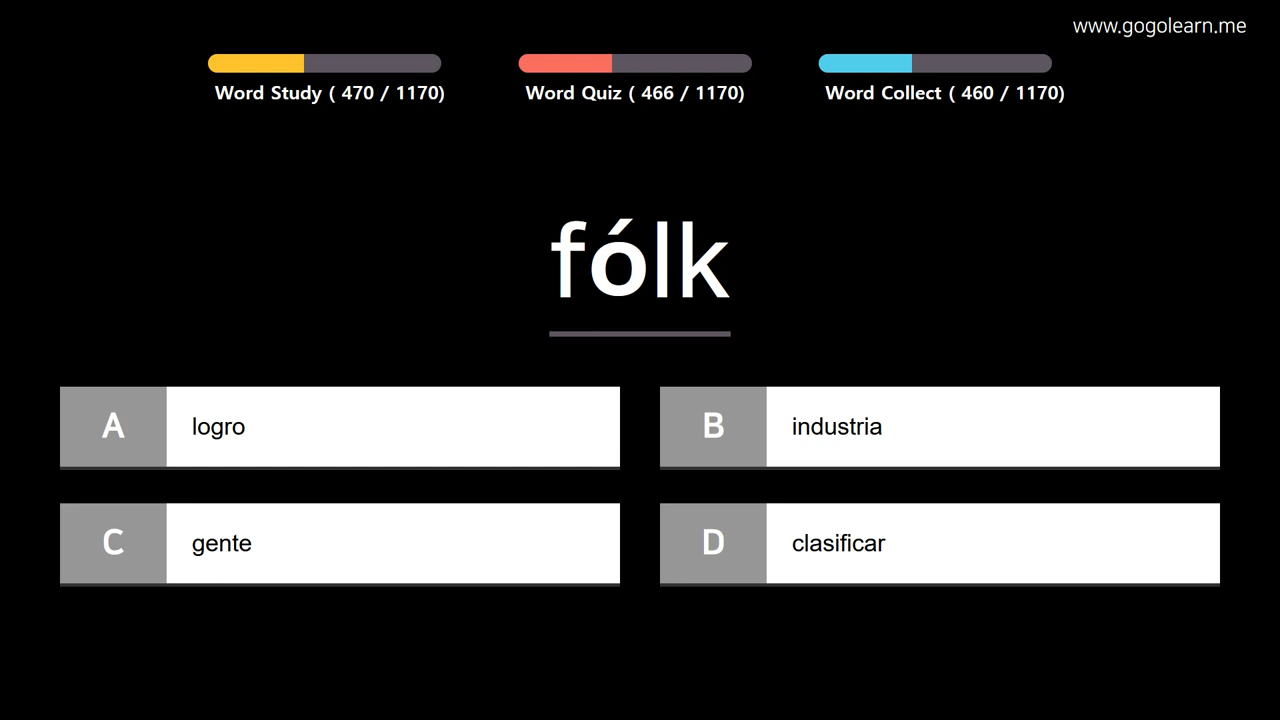 www.gogolearn.me
Word Study ( 470 / 1170)
Word Quiz ( 466 / 1170)
Word Collect ( 460 / 1170)
fólk
A logro
B industria
C gente
D clasificar